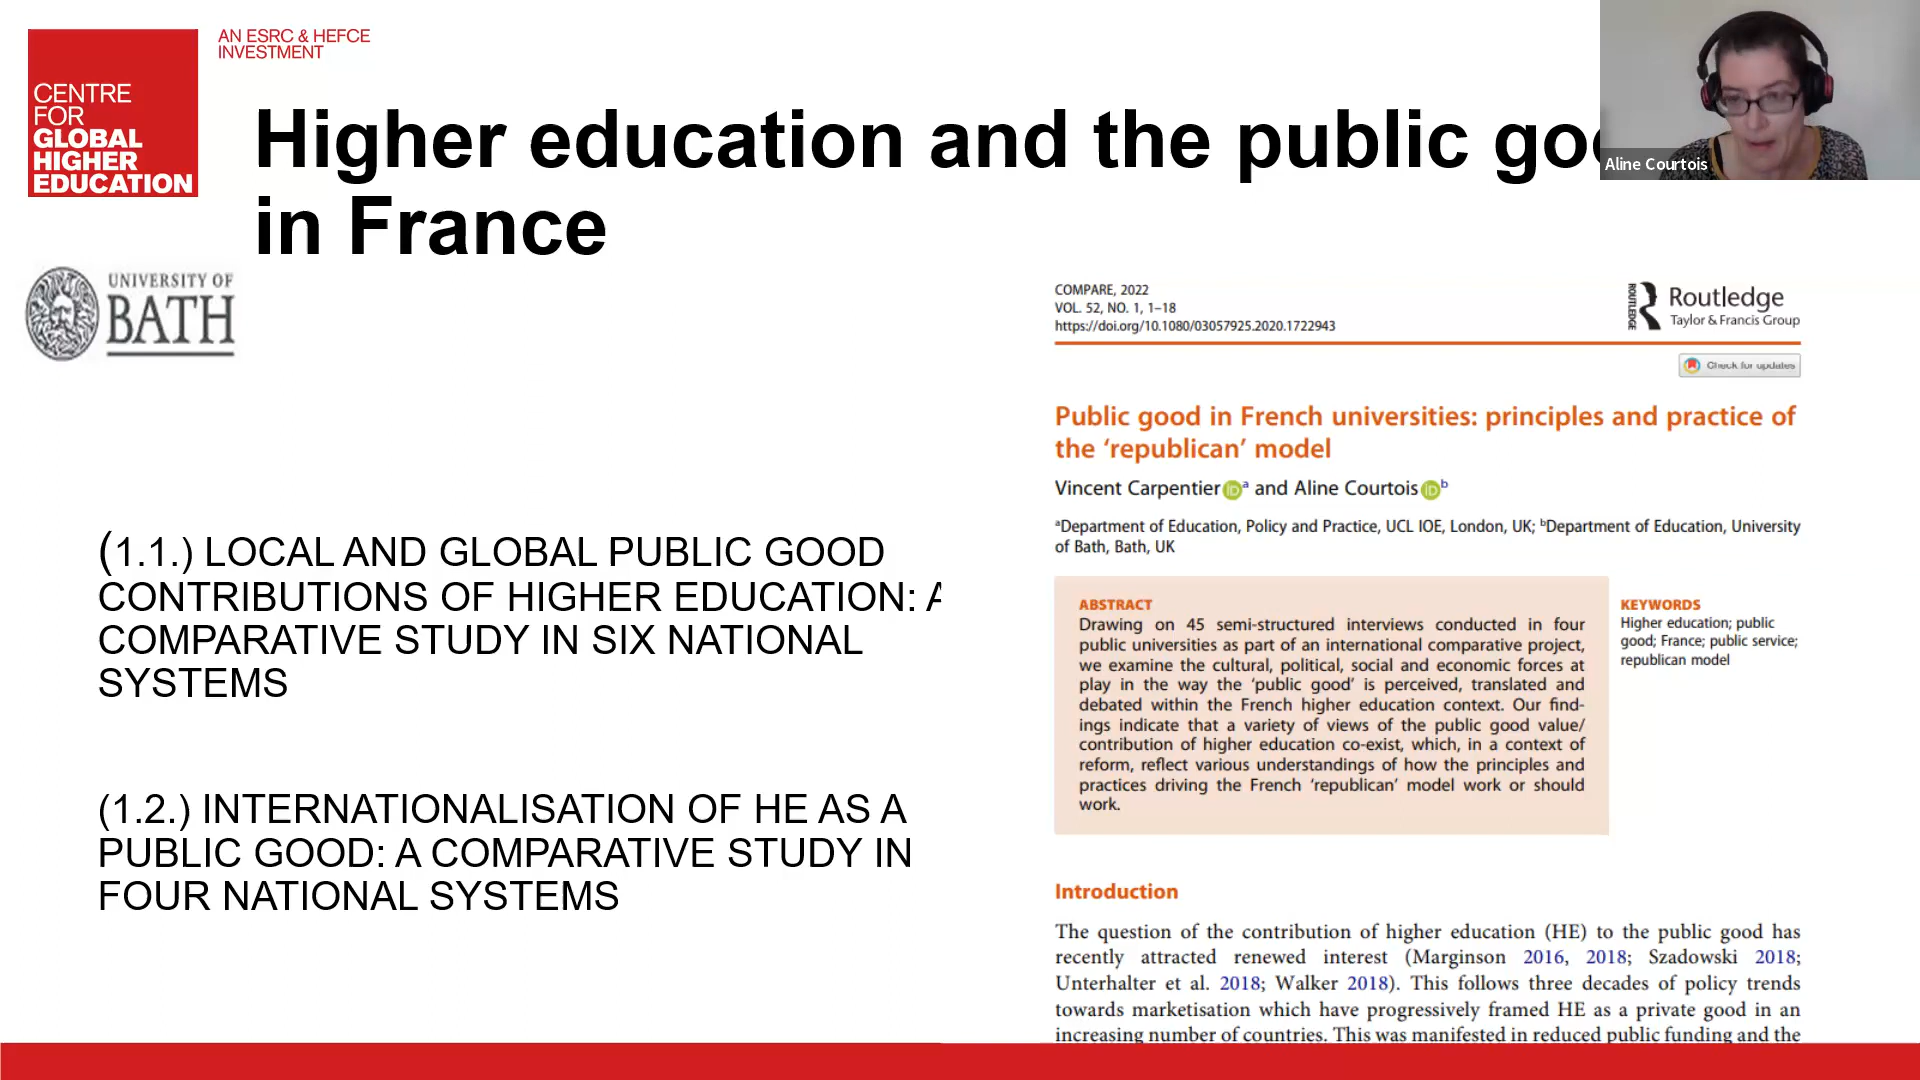 AN ESRC & HEFCE
INVESTMENT
CENTRE
FOR
GLOBAL
HIGHER
EDUCATION
Higher education and the public
in France
Aline Courtois
UNIVERSITY OF
BATH
(1.1.) LOCAL AND GLOBAL PUBLIC GOOD
CONTRIBUTIONS OF HIGHER EDUCATION: A
COMPARATIVE STUDY IN SIX NATIONAL
SYSTEMS
(1.2.) INTERNATIONALISATION OF HE AS A
PUBLIC GOOD: A COMPARATIVE STUDY IN
FOUR NATIONAL SYSTEMS
COMPARE, 2022
VOL. 52, NO. 1, 1–18
https://doi.org/10.1080/03057925.2020.1722943
ROUTLEDGE
Routledge
Taylor & Francis Group
Check for updates
Public good in French universities: principles and practice of
the ‘republican’ model
Vincent Carpentier iD a and Aline Courtois iD b
aDepartment of Education, Policy and Practice, UCL IOE, London, UK; bDepartment of Education, University
of Bath, Bath, UK
ABSTRACT
Drawing on 45 semi-structured interviews conducted in four
public universities as part of an international comparative project,
we examine the cultural, political, social and economic forces at
play in the way the ‘public good’ is perceived, translated and
debated within the French higher education context. Our find-
ings indicate that a variety of views of the public good value/
contribution of higher education co-exist, which, in a context of
reform, reflect various understandings of how the principles and
practices driving the French ‘republican’ model work or should
work.
KEYWORDS
Higher education; public
good; France; public service;
republican model
Introduction
The question of the contribution of higher education (HE) to the public good has
recently attracted renewed interest (Marginson 2016, 2018; Szadowski 2018;
Unterhalter et al. 2018; Walker 2018). This follows three decades of policy trends
towards marketisation which have progressively framed HE as a private good in an
increasing number of countries. This was manifested in reduced public funding and the